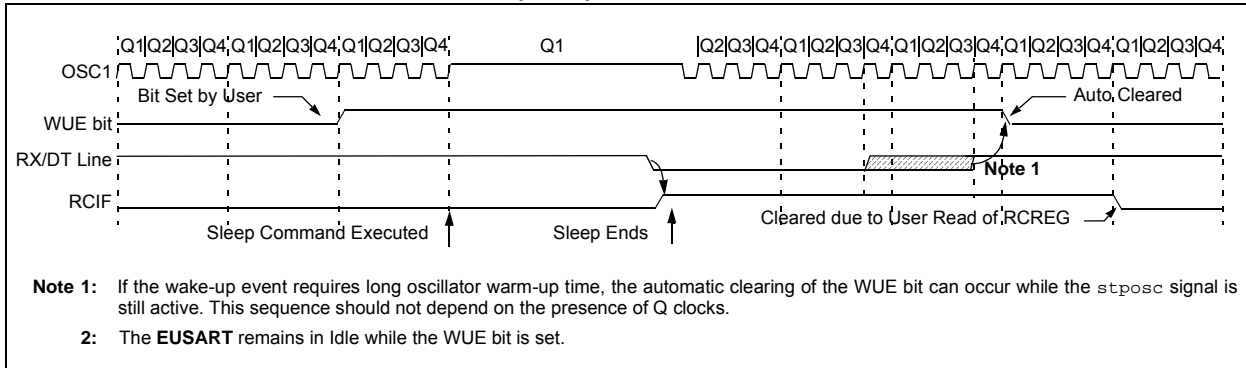 Q1 Q2 Q3 Q4 Q1 Q2 Q3 Q4 Q1 Q2 Q3 Q4 Q1 Q2 Q3 Q4 Q1 Q2 Q3 Q4 Q1 Q2 Q3 Q4 Q1 Q2 Q3 Q4 Q1 Q2 Q3 Q4
OSC1
Bit Set by User
Auto Cleared
WUE bit
RX/DT Line
Note 1
RCIF
Cleared due to User Read of RCREG
Sleep Command Executed
Sleep Ends
Note 1: If the wake-up event requires long oscillator warm-up time, the automatic clearing of the WUE bit can occur while the stposc signal is
still active. This sequence should not depend on the presence of Q clocks.
2: The EUSART remains in Idle while the WUE bit is set.